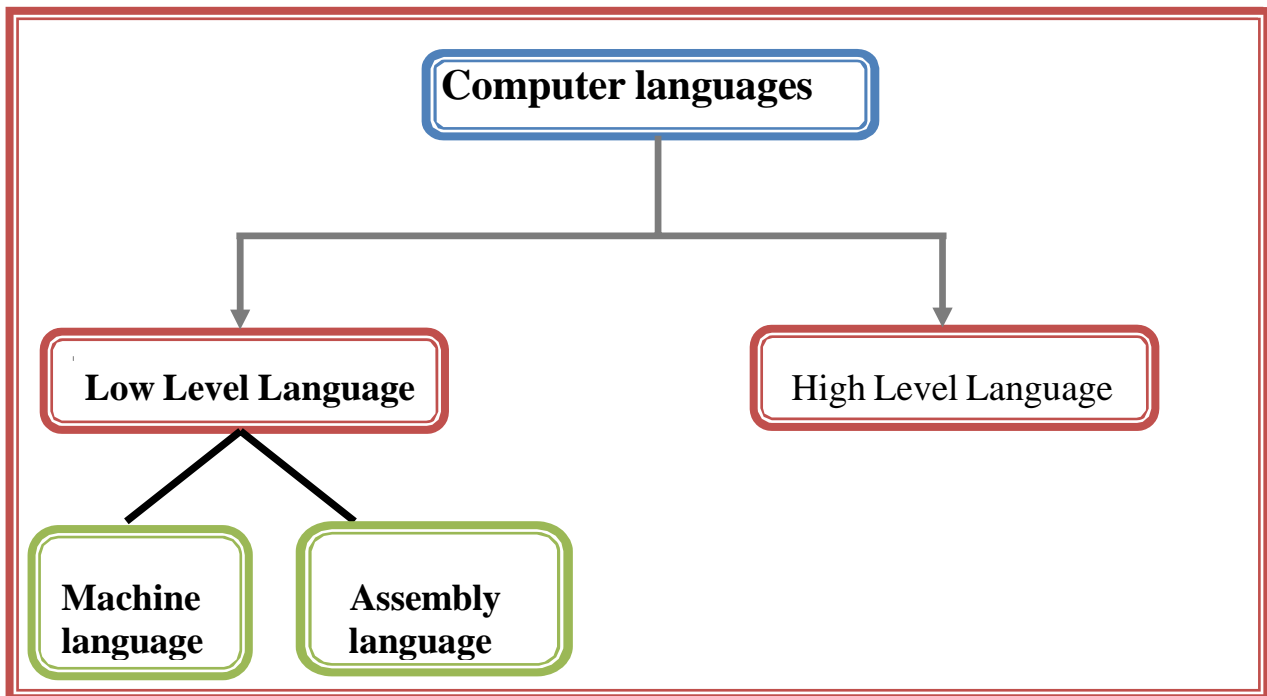 Computer languages
Low Level Language
High Level Language
Machine
language
Assembly
language